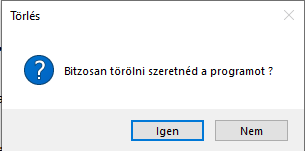 Törlés
Bitzosan törölni szeretnéd a programot ?
Igen
Nem